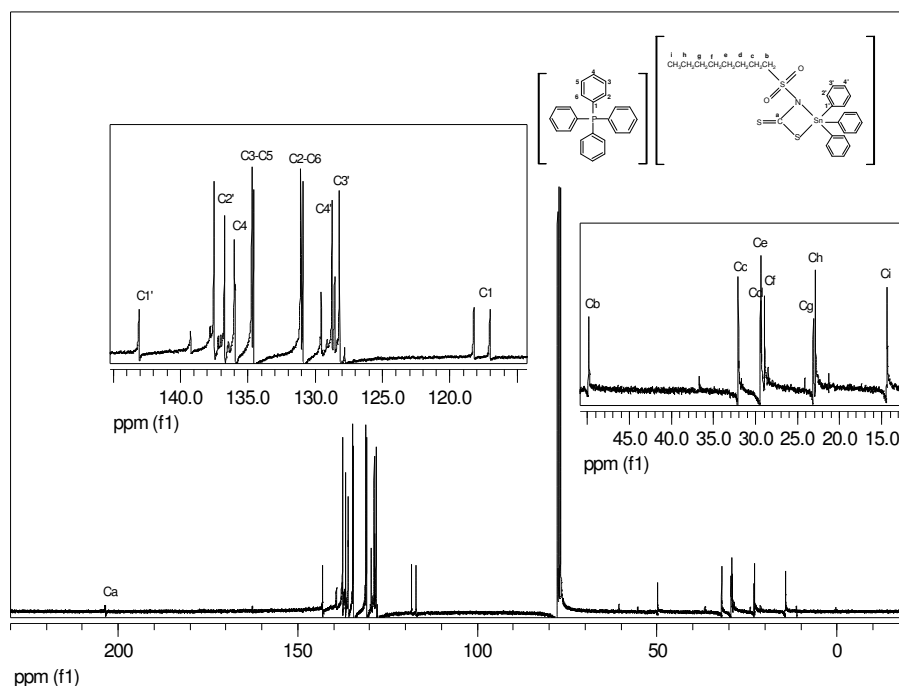 i h g f e d c b
CH₃CH₂CH₂CH₂CH₂CH₂CH₂CH₂
4
5 3
6 2
1
P
O
S
O
N
3' 4'
2'
1'
a
S C Sn
S
C3-C5 C2-C6
C3'
C2'
C4
C4'
C1'
C1
140.0 135.0 130.0 125.0 120.0
ppm (f1)
Ce
Cc Ch
Cf Ci
Cd
Cb Cg
45.0 40.0 35.0 30.0 25.0 20.0 15.0
ppm (f1)
Ca
200 150 100 50 0
ppm (f1)